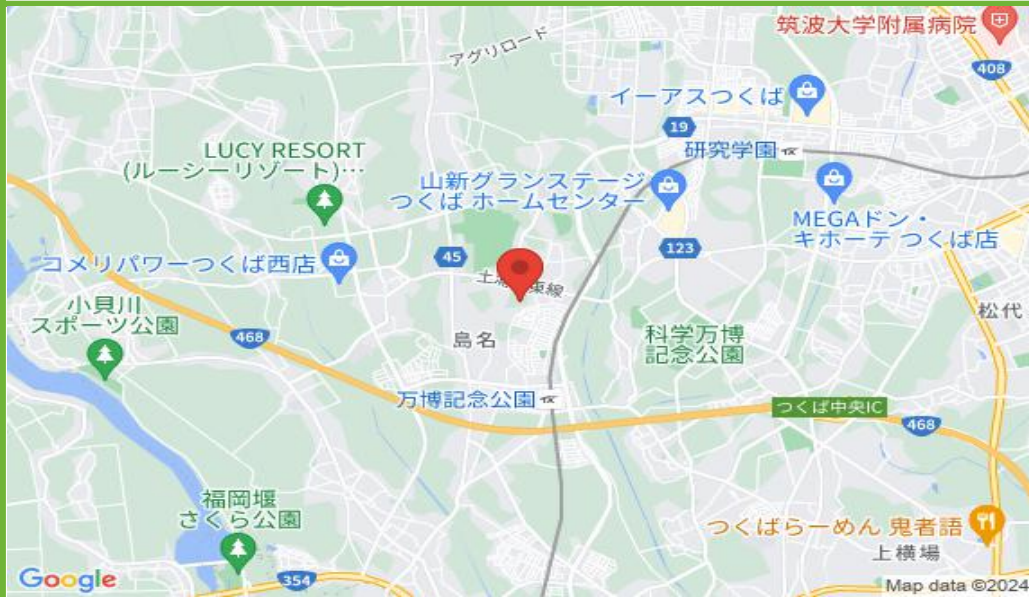 筑波大学附属病院
アグリロード
408
イーアスつくば
19
研究学園
LUCY RESORT
(ルーシーリゾート)…
山新グランステージ
つくば ホームセンター
MEGAドン・
キホーテ つくば店
123
45
コメリパワーつくば西店
小貝川
スポーツ公園
松代
島名
科学万博
記念公園
468
万博記念公園
つくば中央IC
468
福岡堰
さくら公園
つくばらーめん 鬼者語
上横場
Google
354
Map data ©2024